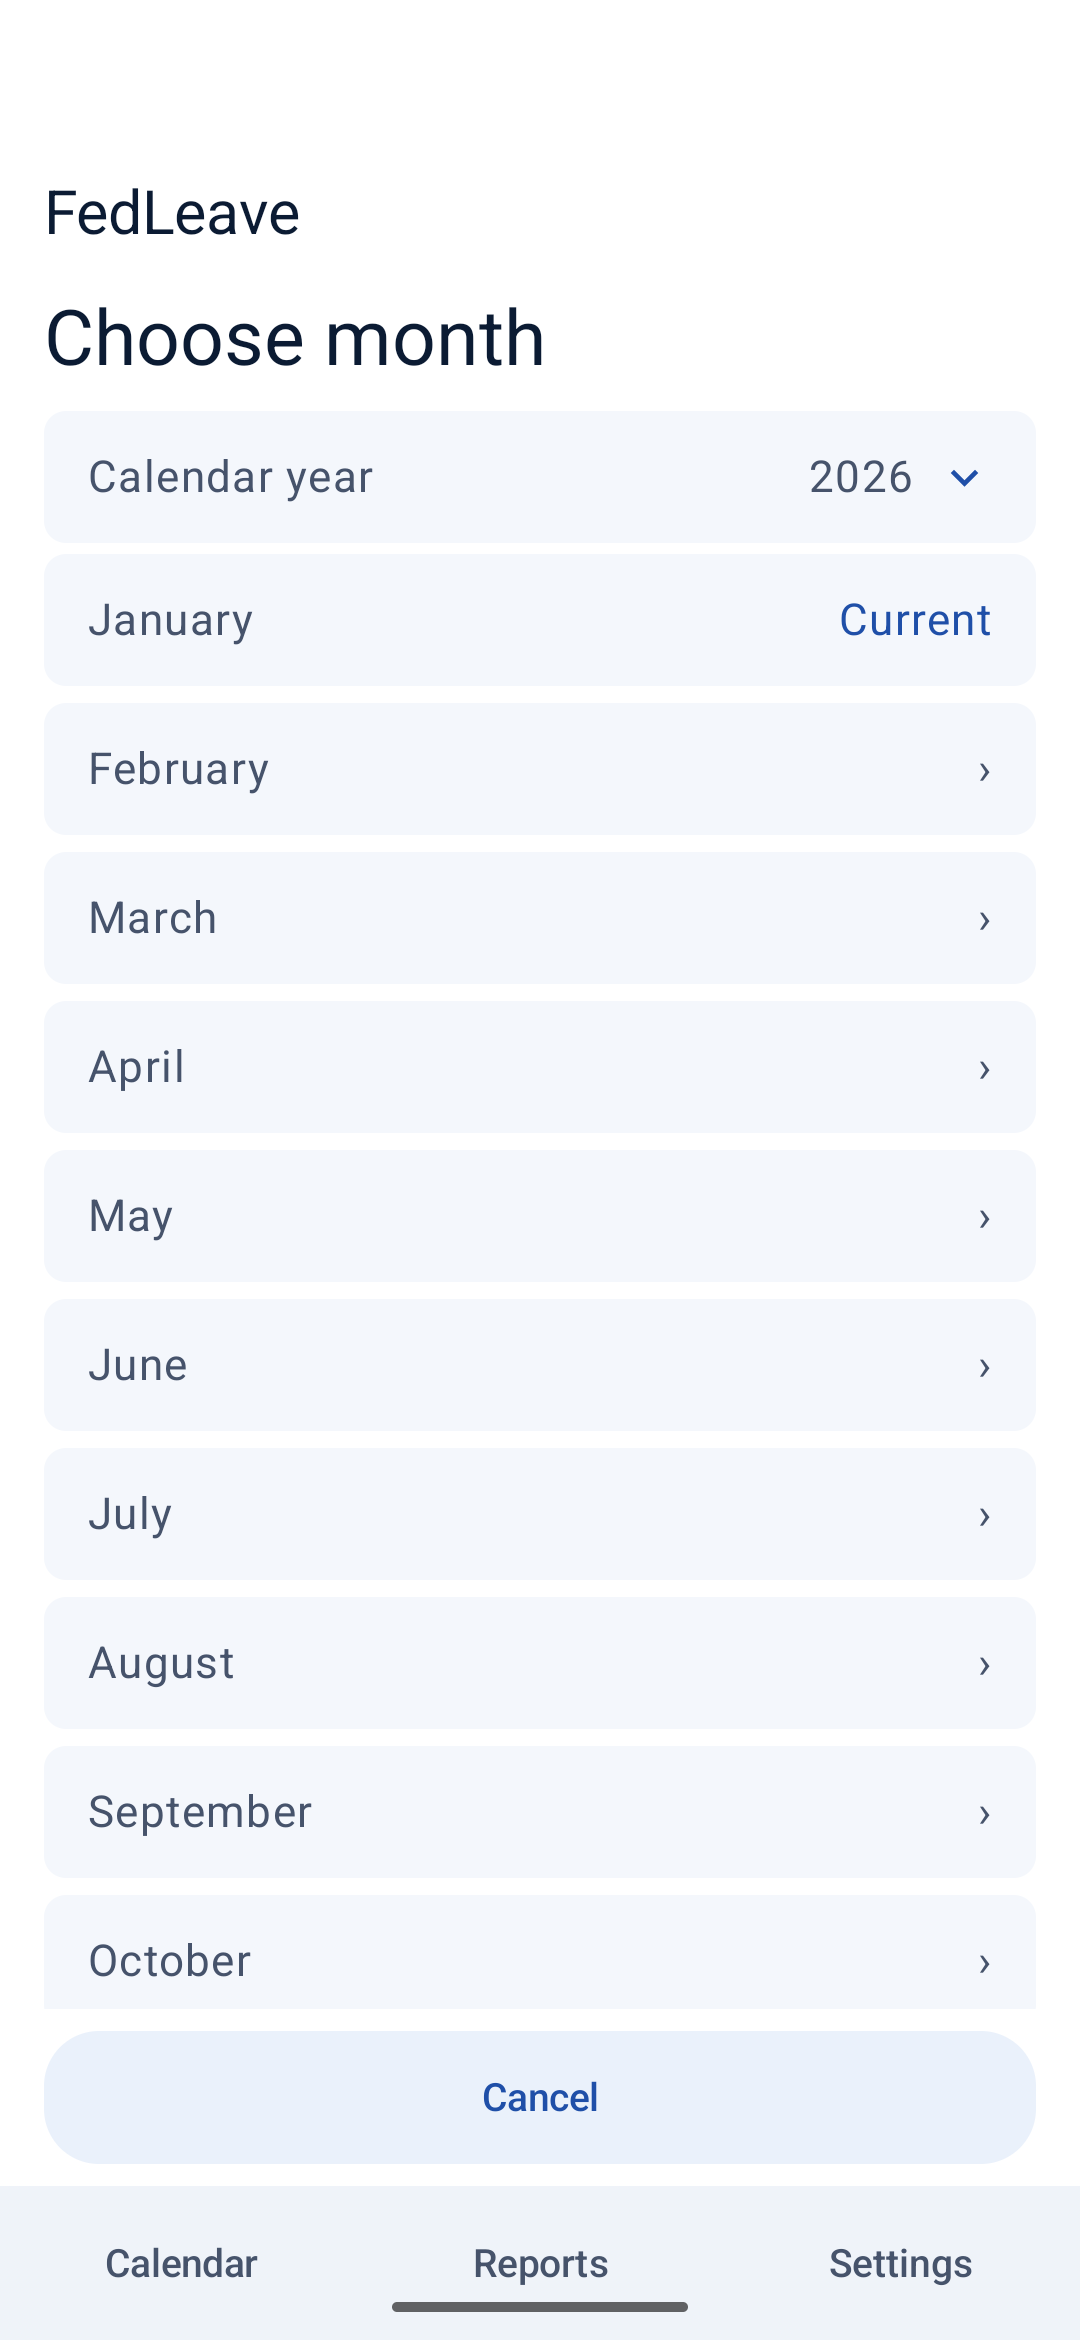 FedLeave
Choose month
Calendar year 2026
January Current
February ›
March ›
April ›
May ›
June ›
July ›
August ›
September ›
October ›
Cancel
Calendar Reports Settings